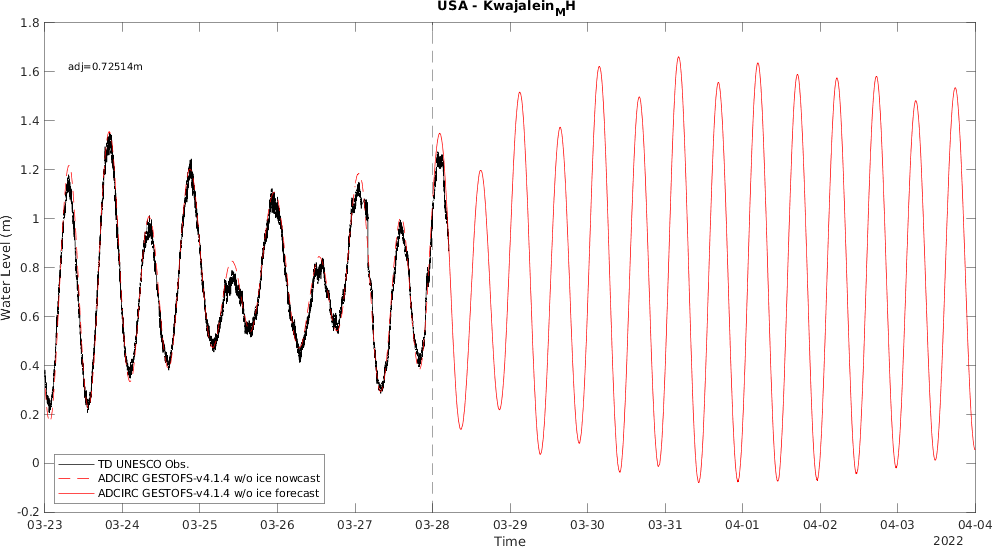 USA - Kwajalein_MH
1.8
1.6
1.4
1.2
1
0.8
0.6
0.4
0.2
0
-0.2
adj=0.72514m
Water Level (m)
TD UNESCO Obs.
ADCIRC GESTOFS-v4.1.4 w/o ice nowcast
ADCIRC GESTOFS-v4.1.4 w/o ice forecast
03-23 03-24 03-25 03-26 03-27 03-28 03-29 03-30 03-31 04-01 04-02 04-03 04-04
Time
2022